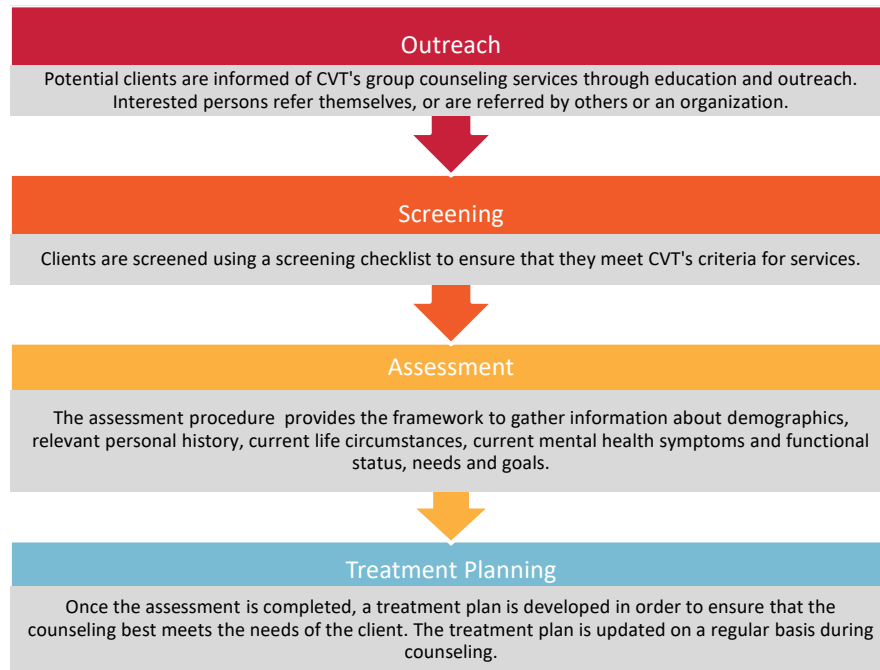 Outreach
Potential clients are informed of CVT's group counseling services through education and outreach.
Interested persons refer themselves, or are referred by others or an organization.
Screening
Clients are screened using a screening checklist to ensure that they meet CVT's criteria for services.
Assessment
The assessment procedure  provides the framework to gather information about demographics,
relevant personal history, current life circumstances, current mental health symptoms and functional
status, needs and goals.
Treatment Planning
Once the assessment is completed, a treatment plan is developed in order to ensure that the
counseling best meets the needs of the client. The treatment plan is updated on a regular basis during
counseling.